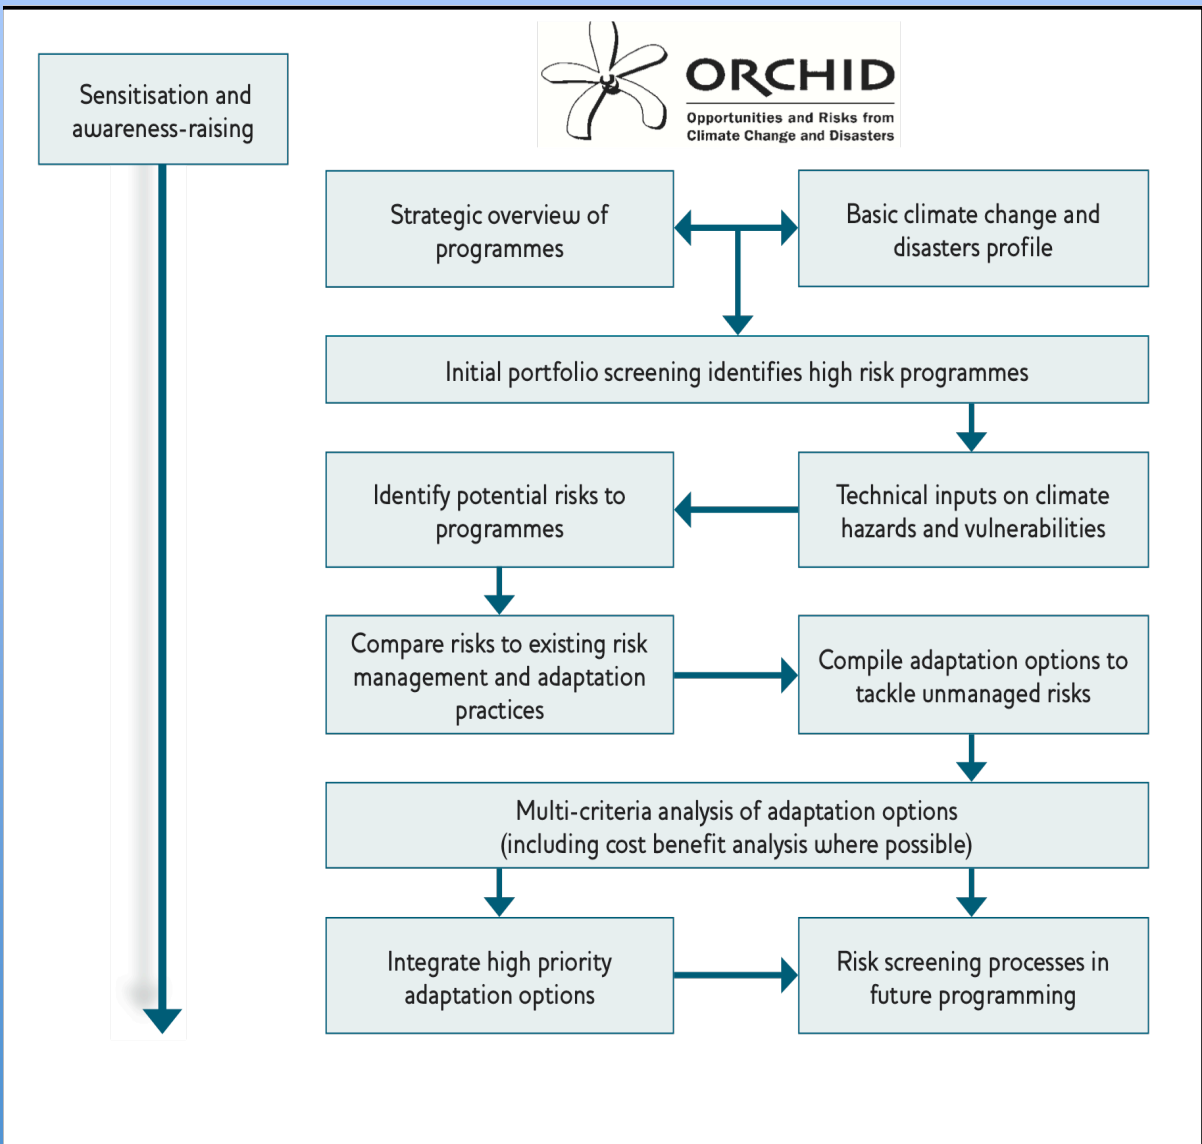 Sensitisation and
awareness-raising
ORCHID
Opportunities and Risks from
Climate Change and Disasters
Strategic overview of
programmes
Basic climate change and
disasters profile
Initial portfolio screening identifies high risk programmes
Identify potential risks to
programmes
Technical inputs on climate
hazards and vulnerabilities
Compare risks to existing risk
management and adaptation
practices
Compile adaptation options to
tackle unmanaged risks
Multi-criteria analysis of adaptation options
(including cost benefit analysis where possible)
Integrate high priority
adaptation options
Risk screening processes in
future programming